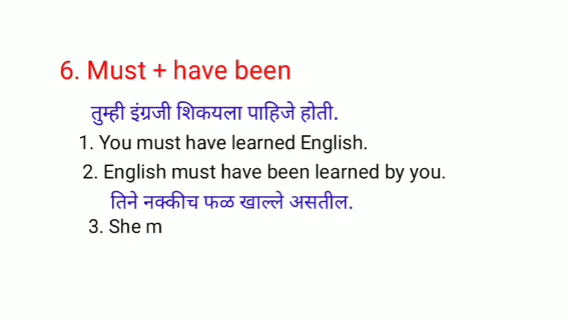 6. Must + have been
तुम्ही इंग्रजी शिकयला पाहिजे होती.
1. You must have learned English.
2. English must have been learned by you.
तिने नक्कीच फळ खाल्ले असतील.
3. She m